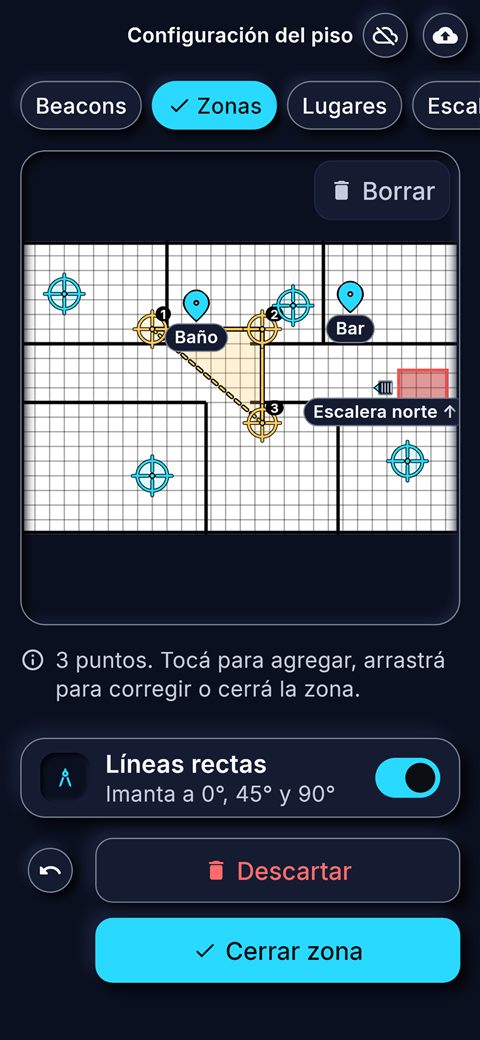 Configuración del piso
Beacons
Zonas
Lugares
Escal
Borrar
1
2
Baño
Bar
3
Escalera norte ↑
3 puntos. Tocá para agregar, arrastrá
para corregir o cerrá la zona.
Líneas rectas
Imanta a 0°, 45° y 90°
Descartar
Cerrar zona